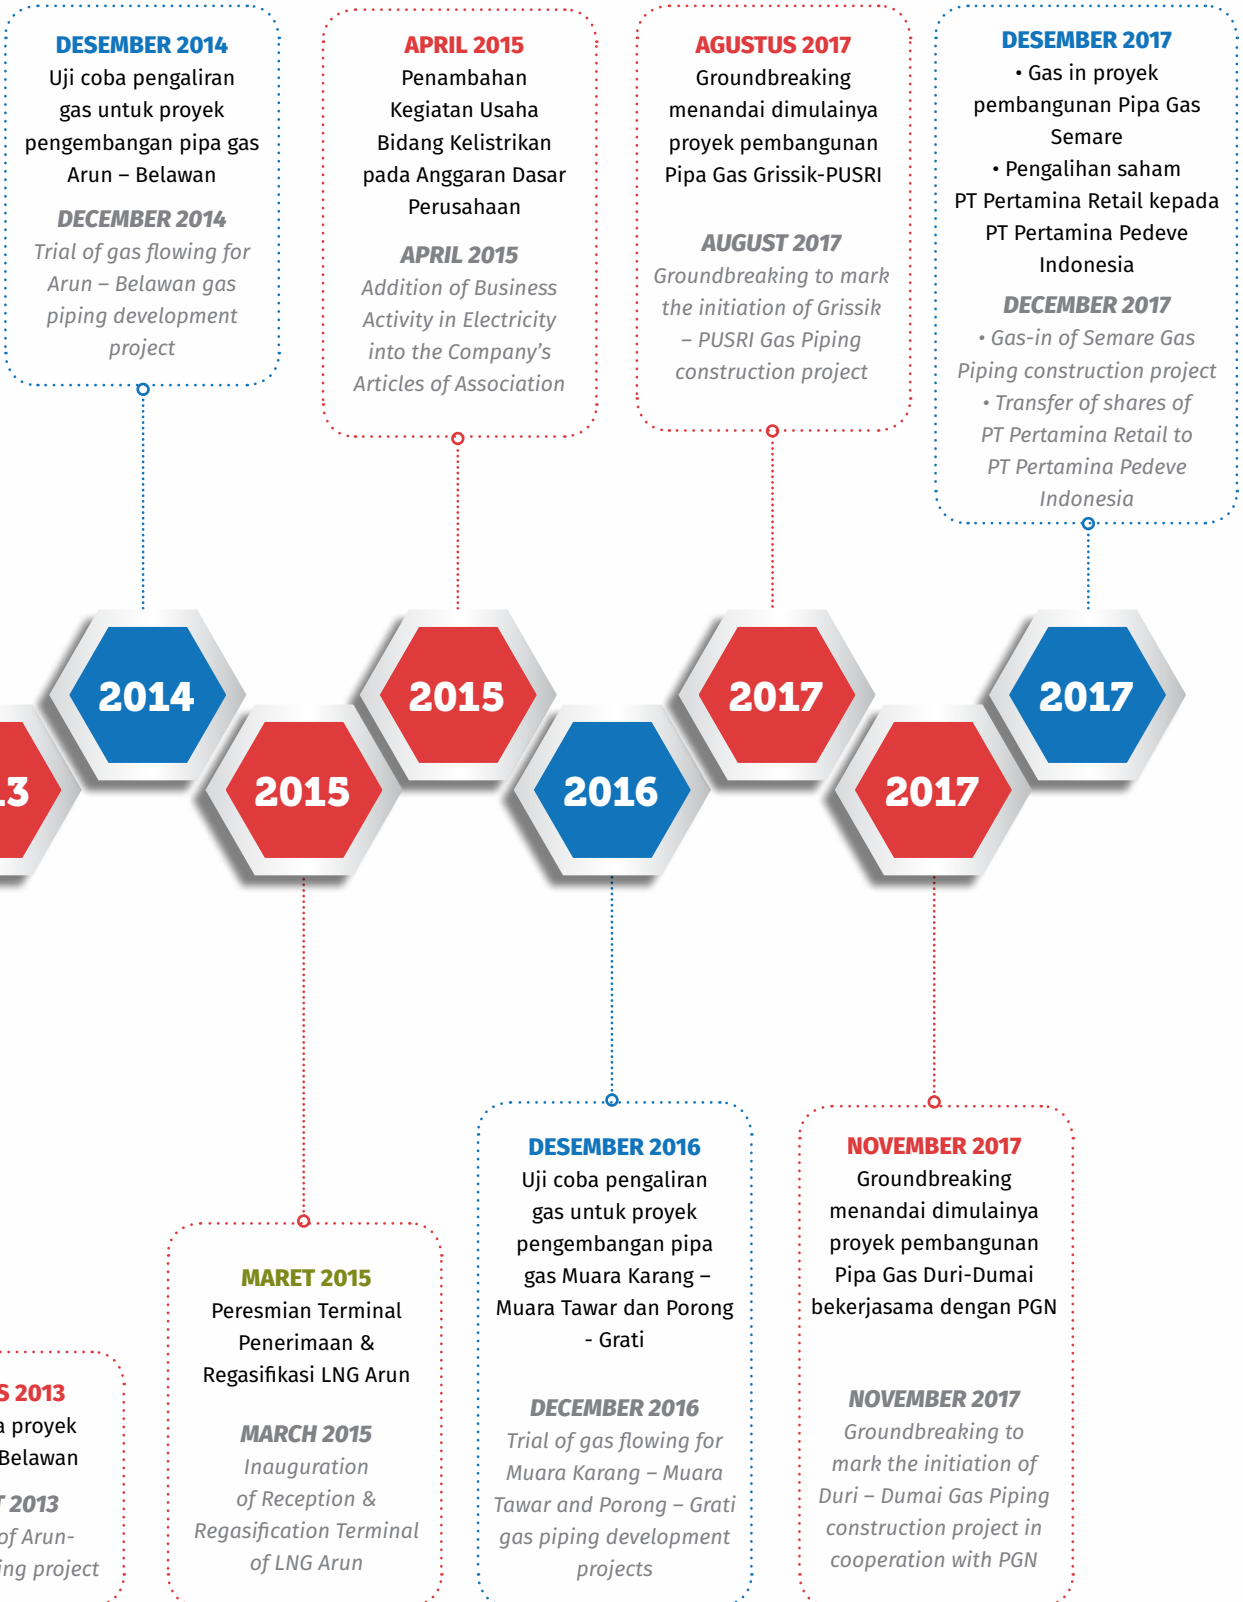 DESEMBER 2014
Uji coba pengaliran
gas untuk proyek
pengembangan pipa gas
Arun – Belawan
DECEMBER 2014
Trial of gas flowing for
Arun – Belawan gas
piping development
project
APRIL 2015
Penambahan
Kegiatan Usaha
Bidang Kelistrikan
pada Anggaran Dasar
Perusahaan
APRIL 2015
Addition of Business
Activity in Electricity
into the Company’s
Articles of Association
AGUSTUS 2017
Groundbreaking
menandai dimulainya
proyek pembangunan
Pipa Gas Grissik-PUSRI
AUGUST 2017
Groundbreaking to mark
the initiation of Grissik
– PUSRI Gas Piping
construction project
DESEMBER 2017
• Gas in proyek
pembangunan Pipa Gas
Semare
• Pengalihan saham
PT Pertamina Retail kepada
PT Pertamina Pedeve
Indonesia
DECEMBER 2017
• Gas-in of Semare Gas
Piping construction project
• Transfer of shares of
PT Pertamina Retail to
PT Pertamina Pedeve
Indonesia
2014
2015
2017
2017
13
2015
2016
2017
S 2013
a proyek
Belawan
T 2013
of Arun-
ing project
MARET 2015
Peresmian Terminal
Penerimaan &
Regasifikasi LNG Arun
MARCH 2015
Inauguration
of Reception &
Regasification Terminal
of LNG Arun
DESEMBER 2016
Uji coba pengaliran
gas untuk proyek
pengembangan pipa
gas Muara Karang –
Muara Tawar dan Porong
- Grati
DECEMBER 2016
Trial of gas flowing for
Muara Karang – Muara
Tawar and Porong – Grati
gas piping development
projects
NOVEMBER 2017
Groundbreaking
menandai dimulainya
proyek pembangunan
Pipa Gas Duri-Dumai
bekerjasama dengan PGN
NOVEMBER 2017
Groundbreaking to
mark the initiation of
Duri – Dumai Gas Piping
construction project in
cooperation with PGN